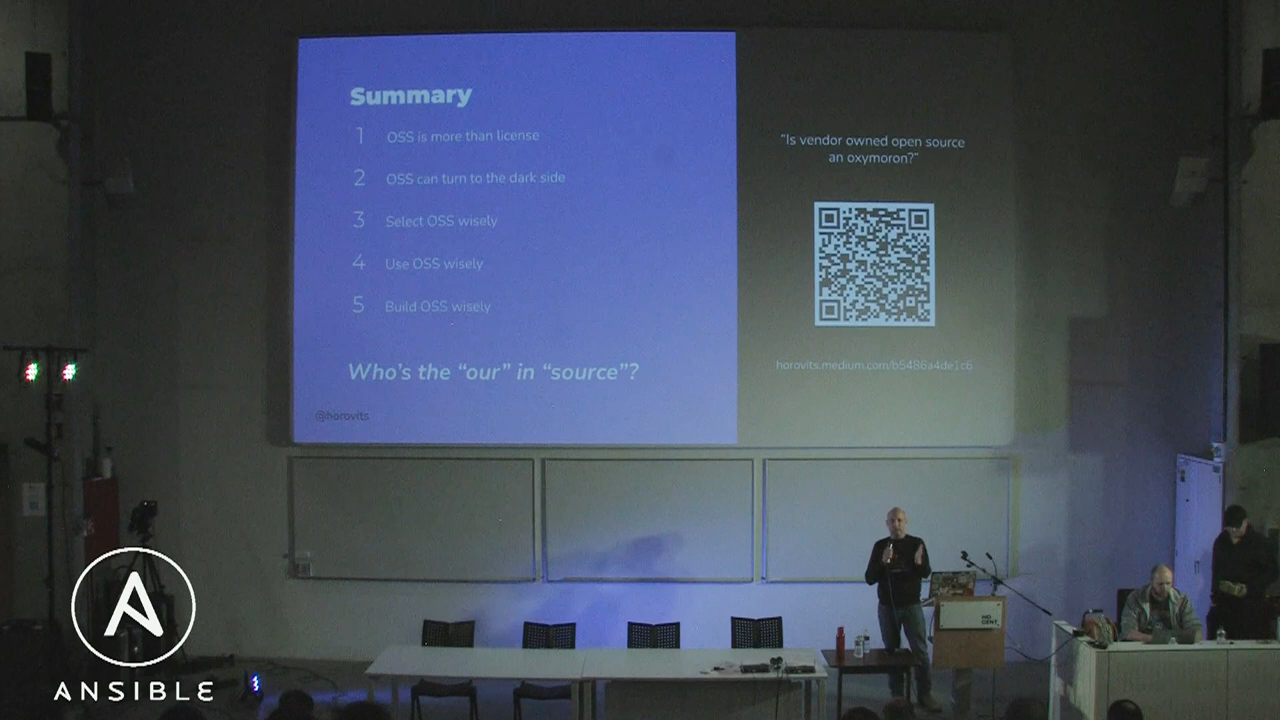 Summary
1 OSS is more than license
2 OSS can turn to the dark side
3 Select OSS wisely
4 Use OSS wisely
5 Build OSS wisely
Who's the “our” in “source”?
@horovits
“Is vendor owned open source
an oxymoron?”
horovits.medium.com/b5486a4de1c6
HO
GENT
ANSIBLE